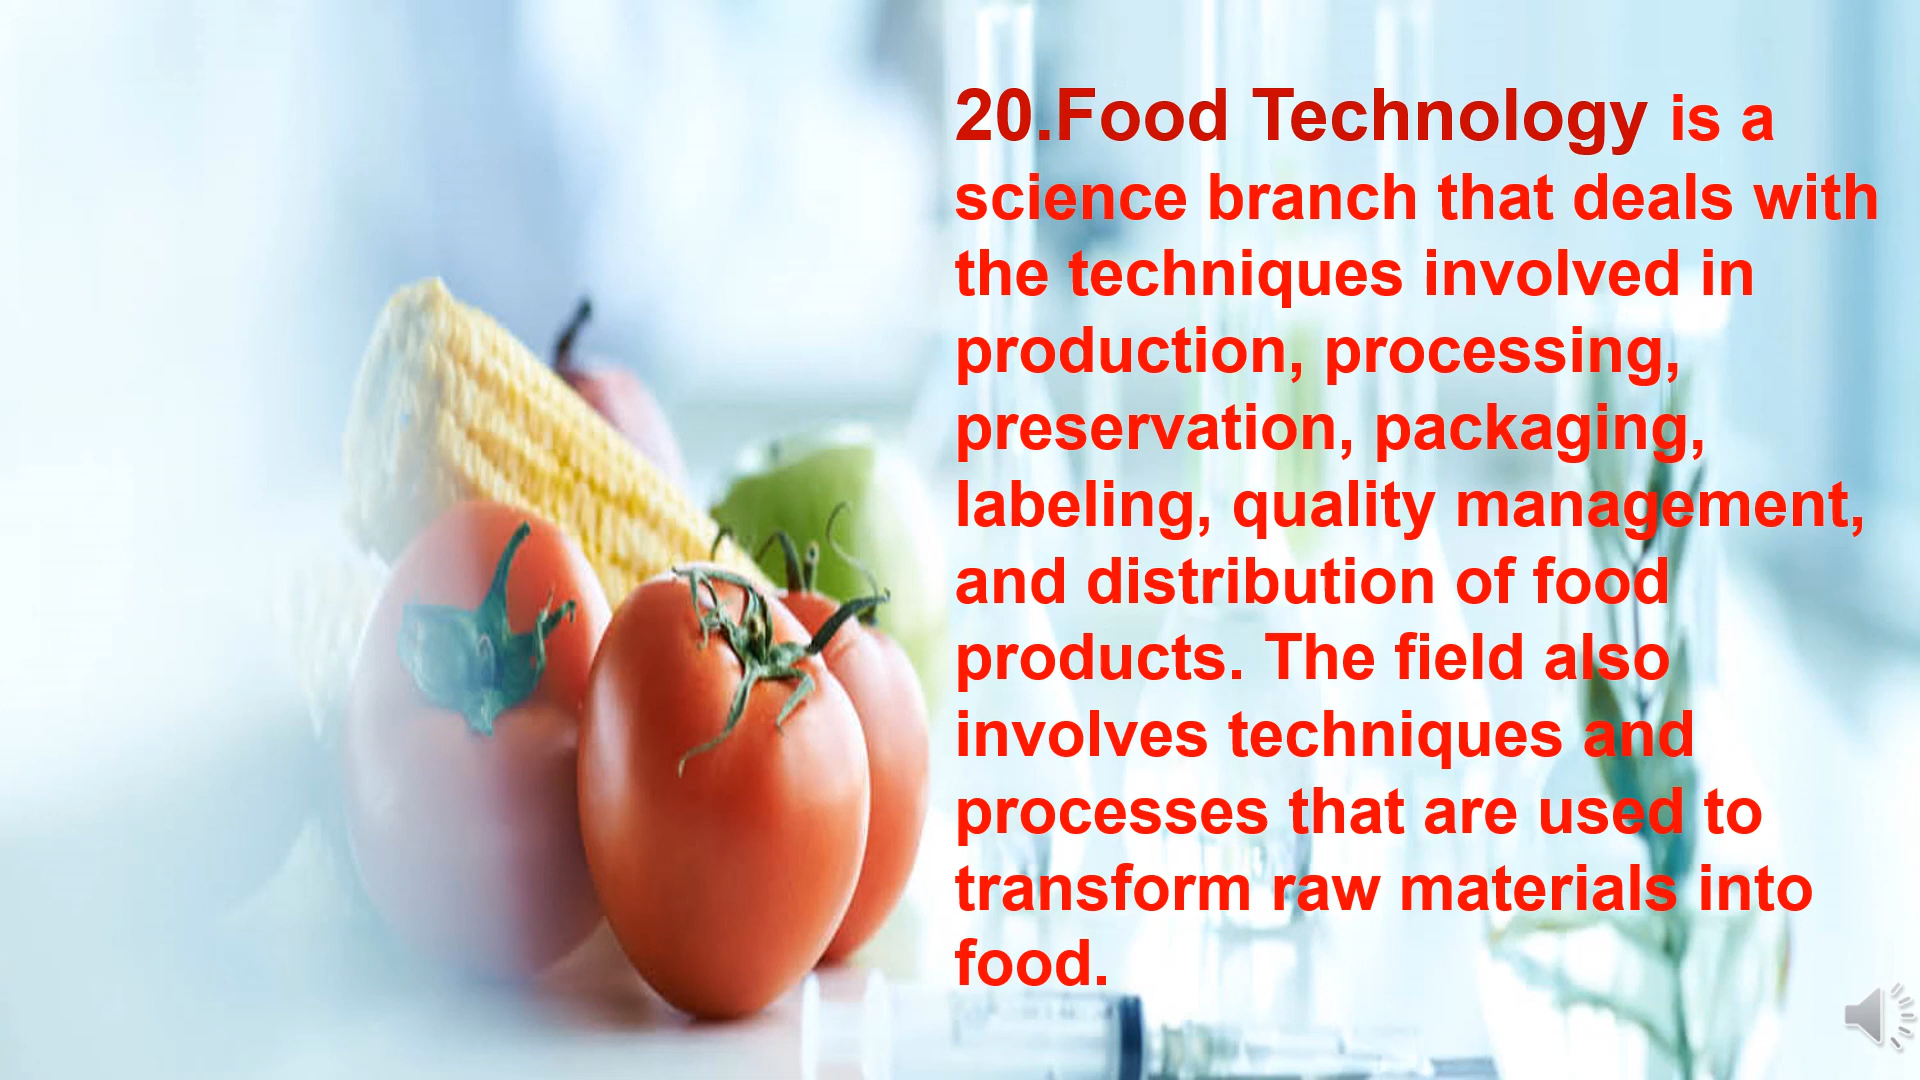 20.Food Technology is a
science branch that deals with
the techniques involved in
production, processing,
preservation, packaging,
labeling, quality management,
and distribution of food
products. The field also
involves techniques and
processes that are used to
transform raw materials into
food.